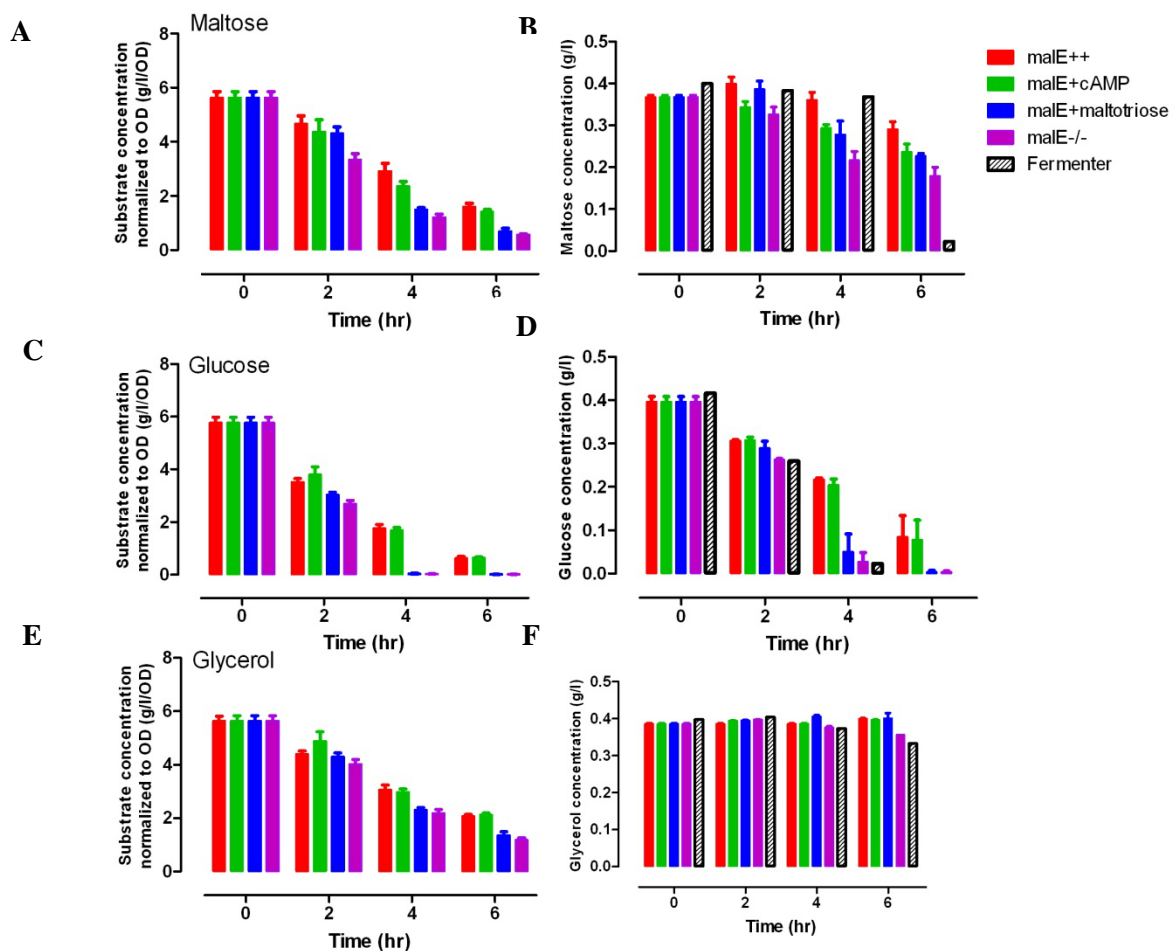 A
Maltose
Substrate concentration
normalized to OD (g/l/OD)
8
6
4
2
0
0 2 4 6
Time (hr)
B
Maltose concentration (g/l)
0.5
0.4
0.3
0.1
0.1
0.0
0 2 4 6
Time (hr)
malE++
malE+cAMP
malE+maltotriose
malE-/-
Fermenter
C
Glucose
Substrate concentration
normalized to OD (g/l/OD)
8
6
4
2
0
0 2 4 6
Time (hr)
D
Glucose concentration (g/l)
0.5
0.4
0.3
0.2
0.1
0.0
0 2 4 6
Time (hr)
E
Glycerol
Substrate concentration
normalized to OD (g/l/OD)
8
6
4
2
0
0 2 4 6
Time (hr)
F
Glycerol concentration (g/l)
0.5
0.4
0.3
0.1
0.1
0.0
0 2 4 6
Time (hr)